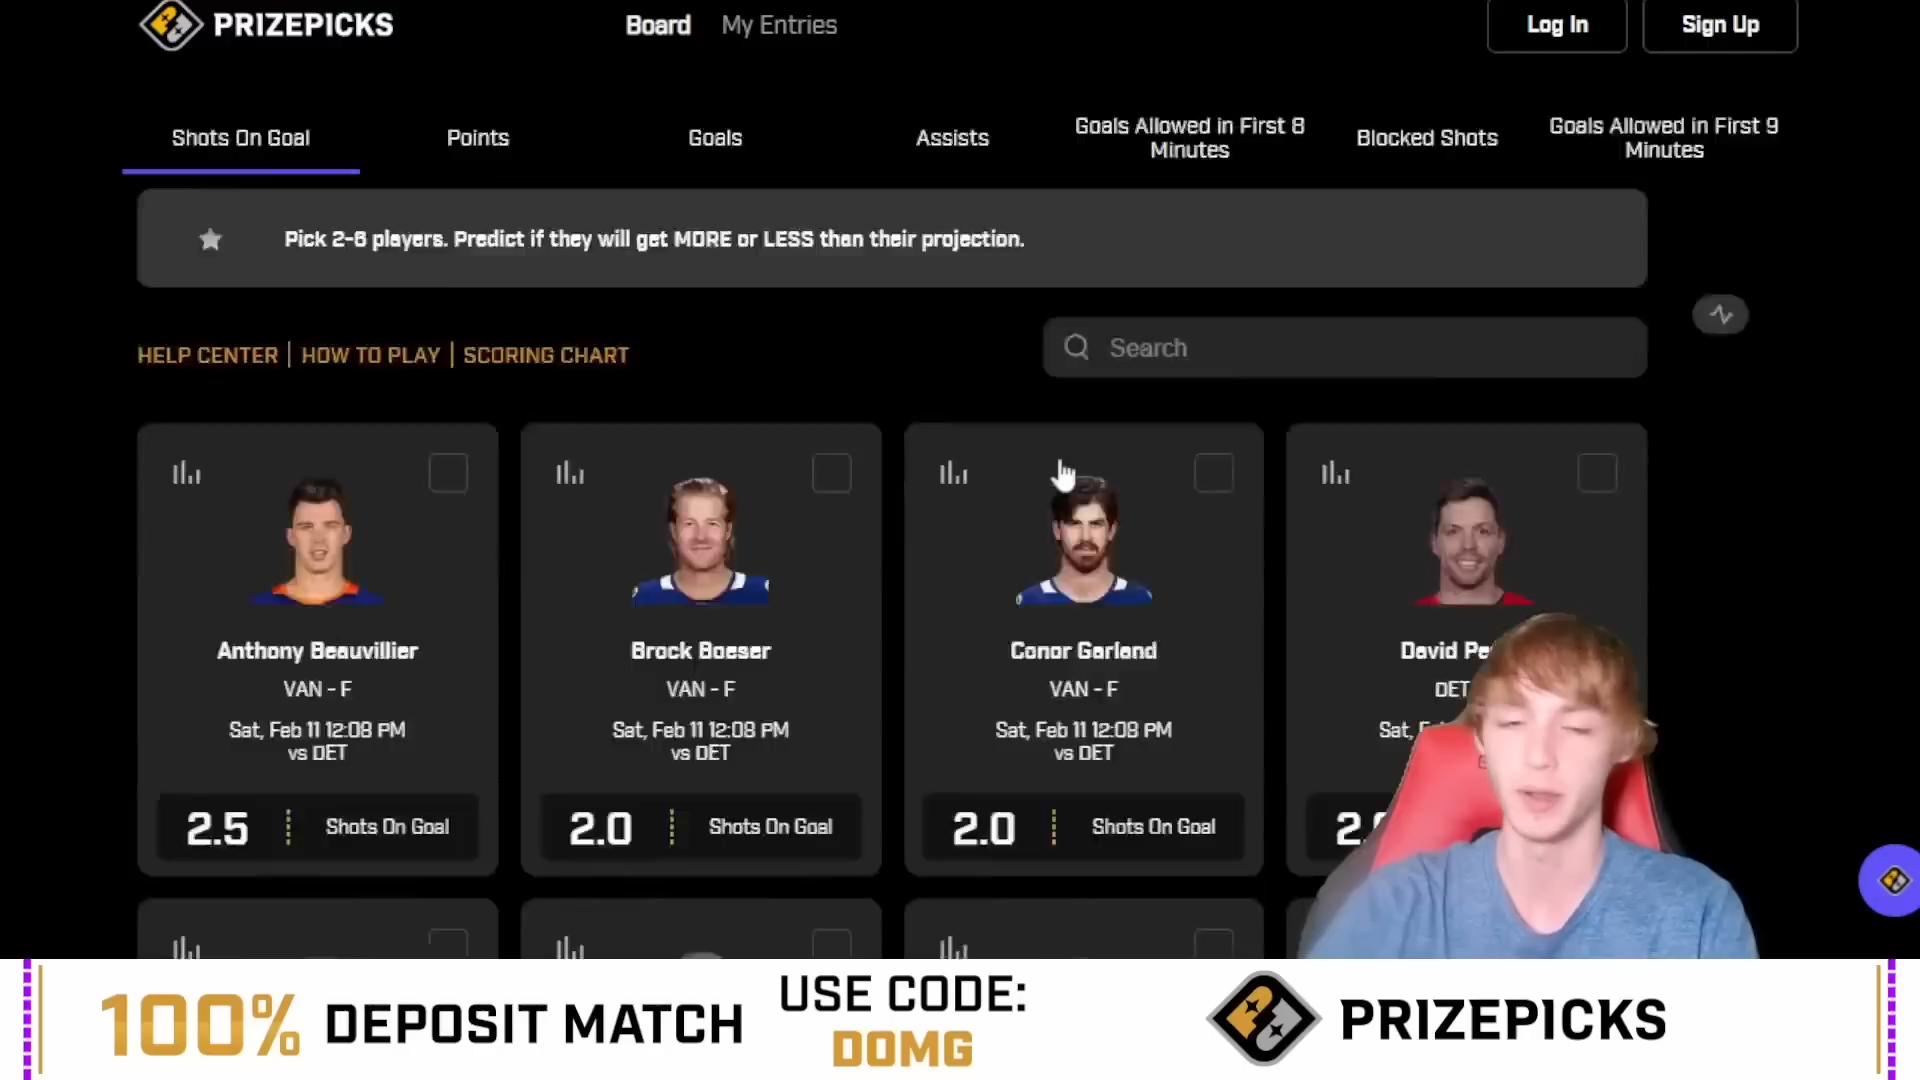 PRIZEPICKS
Board
My Entries
Log In
Sign Up
Shots On Goal
Points
Goals
Assists
Goals Allowed in First 8
Minutes
Blocked Shots
Goals Allowed in First 9
Minutes
Pick 2-6 players. Predict if they will get MORE or LESS than their projection.
HELP CENTER | HOW TO PLAY | SCORING CHART
Search
Anthony Beauvillier
VAN - F
Sat, Feb 11 12:08 PM
vs DET
2.5
Shots On Goal
Brock Boeser
VAN - F
Sat, Feb 11 12:08 PM
vs DET
2.0
Shots On Goal
Conor Garland
VAN - F
Sat, Feb 11 12:08 PM
vs DET
2.0
Shots On Goal
David
DET
Sat,
100% DEPOSIT MATCH
USE CODE:
DOMG
PRIZEPICKS